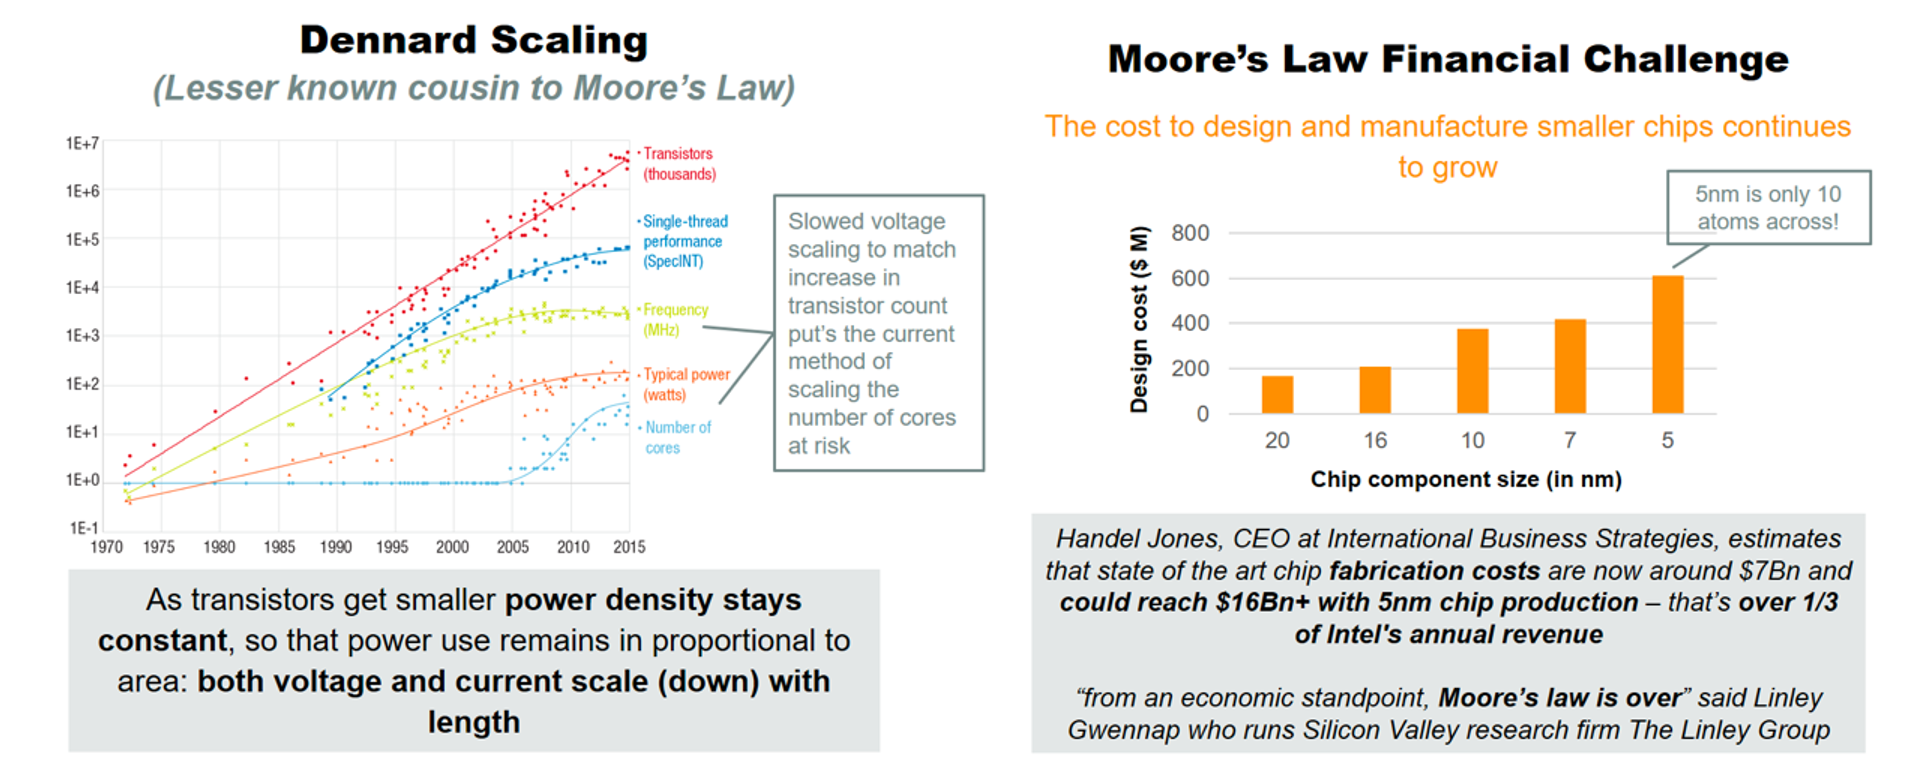 Dennard Scaling
(Lesser known cousin to Moore's Law)
1E+7
1E+6
1E+5
1E+4
1E+3
1E+2
1E+1
1E+0
1E-1
1970 1975 1980 1985 1990 1995 2000 2005 2010 2015
Transistors
(thousands)
Single-thread
performance
(SpecINT)
Frequency
(MHz)
Typical power
(watts)
Number of
cores
Slowed voltage
scaling to match
increase in
transistor count
put's the current
method of
scaling the
number of cores
at risk
As transistors get smaller power density stays
constant, so that power use remains in proportional to
area: both voltage and current scale (down) with
length
Moore's Law Financial Challenge
The cost to design and manufacture smaller chips continues
to grow
5nm is only 10
atoms across!
Design cost ($ M)
800
600
400
200
0
20 16 10 7 5
Chip component size (in nm)
Handel Jones, CEO at International Business Strategies, estimates
that state of the art chip fabrication costs are now around $7Bn and
could reach $16Bn+ with 5nm chip production – that's over 1/3
of Intel's annual revenue
“from an economic standpoint, Moore's law is over” said Linley
Gwennap who runs Silicon Valley research firm The Linley Group